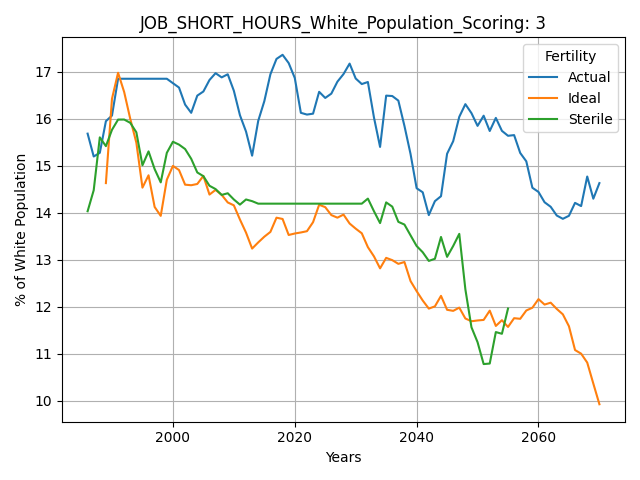 JOB_SHORT_HOURS_White_Population_Scoring: 3
Fertility
Actual
Ideal
Sterile
% of White Population
17
16
15
14
13
12
11
10
2000 2020 2040 2060
Years